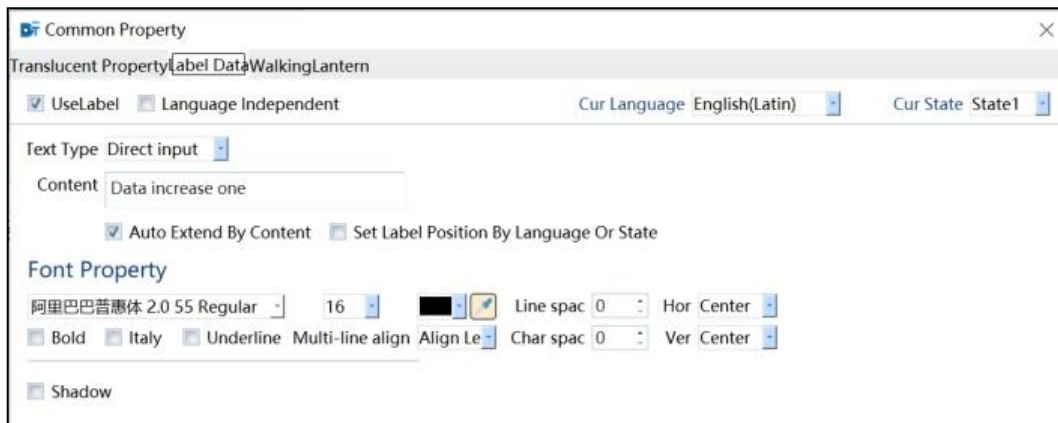 Common Property
Translucent Property Label Data WalkingLantern
UseLabel Language Independent Cur Language English(Latin) Cur State State1
Text Type Direct input
Content Data increase one
Auto Extend By Content Set Label Position By Language Or State
Font Property
阿里巴巴普惠体 2.0 55 Regular 16 Line spac 0 Hor Center
Bold Italy Underline Multi-line align Align Le Char spac 0 Ver Center
Shadow